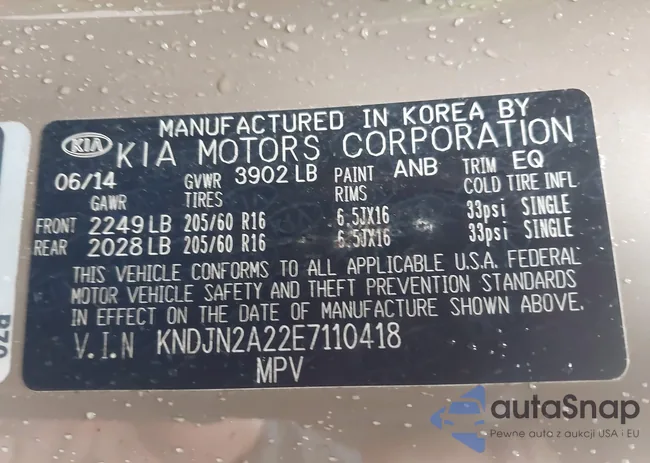 MANUFACTURED IN KOREA BY
KIA KIA MOTORS CORPORATION
06/14 GVWR 3902 LB PAINT ANB TRIM EQ
GAWR TIRES RIMS COLD TIRE INFL
FRONT 2249 LB 205/60 R16 6.5JX16 33psi SINGLE
REAR 2028 LB 205/60 R16 6.5JX16 33psi SINGLE
THIS VEHICLE CONFORMS TO ALL APPLICABLE U.S.A. FEDERAL
MOTOR VEHICLE SAFETY AND THEFT PREVENTION STANDARDS
IN EFFECT ON THE DATE OF MANUFACTURE SHOWN ABOVE.
V.I.N KNDJN2A22E7110418
MPV
autaSnap
Pewne auta z aukcji USA i EU